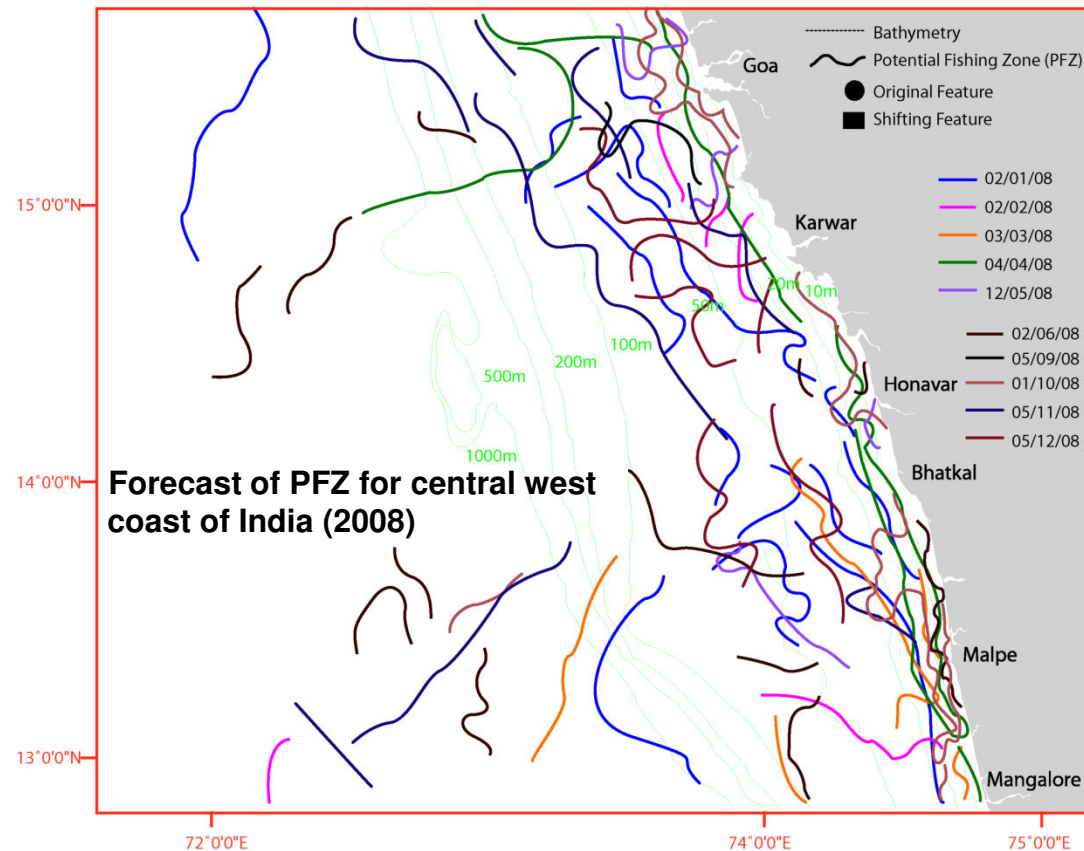 Bathymetry
Potential Fishing Zone (PFZ)
Original Feature
Shifting Feature
Goa
02/01/08
02/02/08
03/03/08
04/04/08
12/05/08
02/06/08
05/09/08
01/10/08
05/11/08
05/12/08
15°0'0"N
Karwar
20m
10m
50m
100m
200m
500m
Honavar
1000m
Bhatkal
14°0'0"N
Forecast of PFZ for central west
coast of India (2008)
Malpe
13°0'0"N
Mangalore
72°0'0"E
74°0'0"E
75°0'0"E